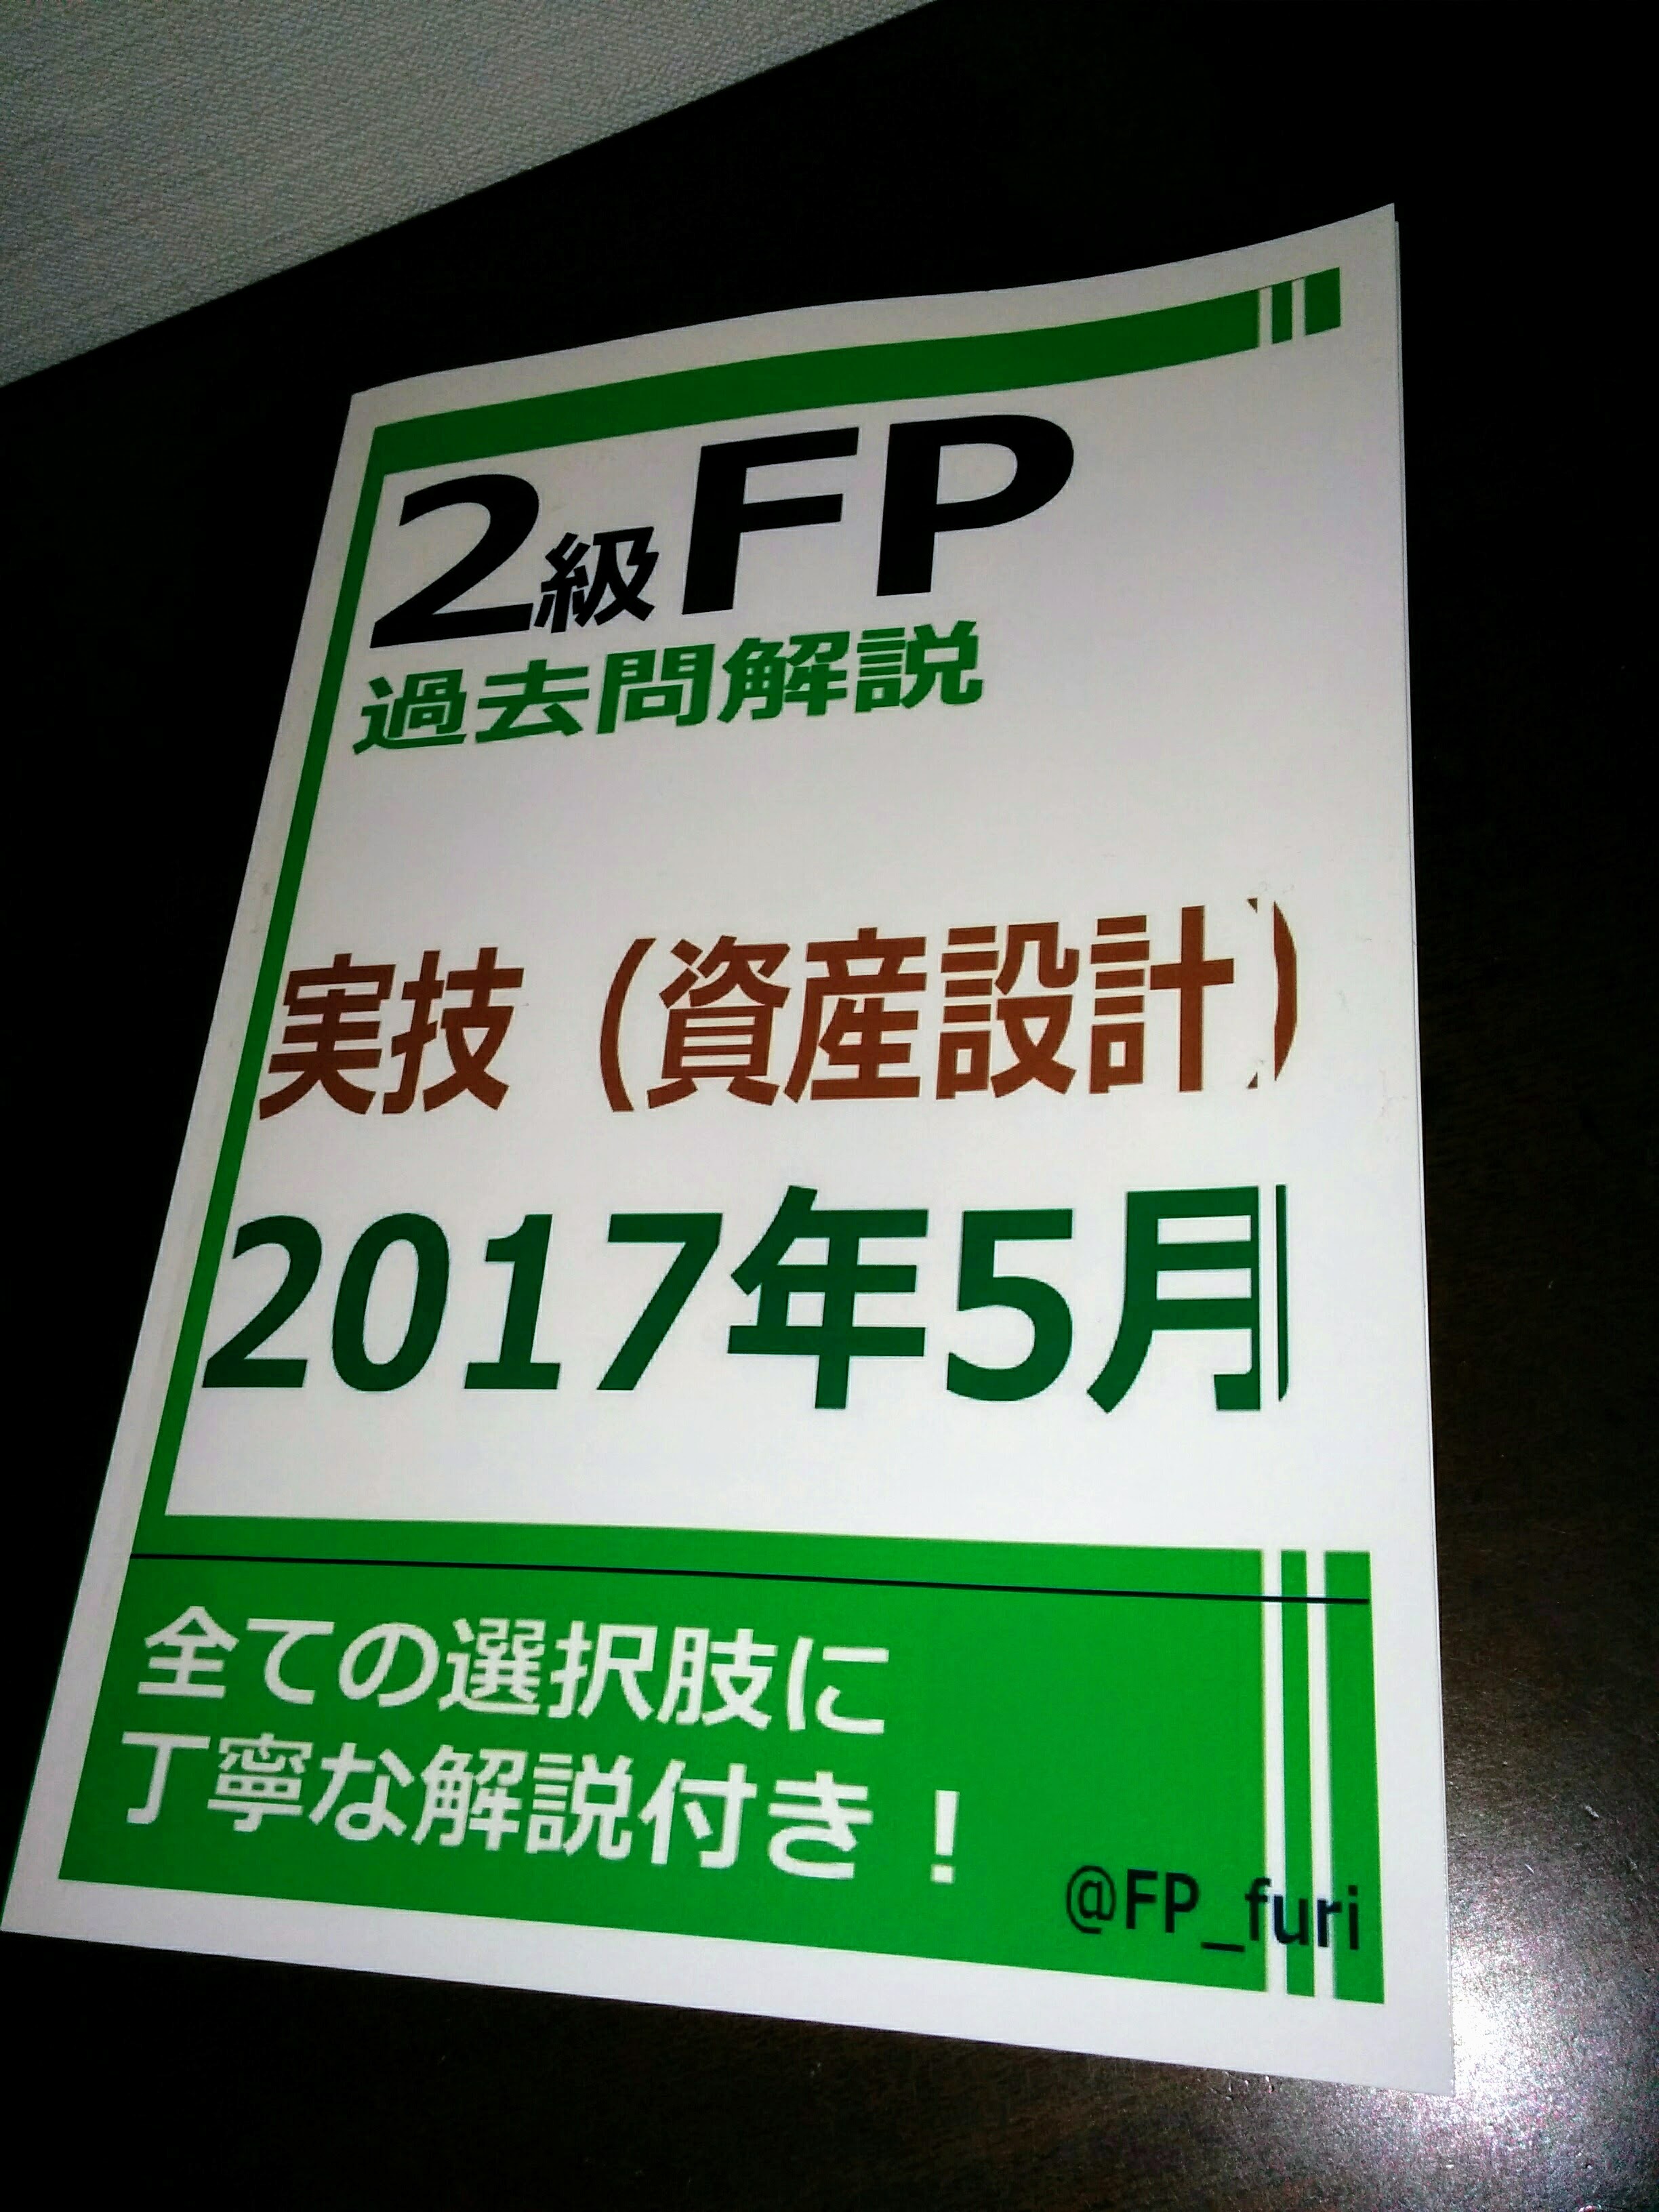 2級FP
過去問解説
実技（資産設計）
2017年5月
全ての選択肢に
丁寧な解説付き！
@FP_furi